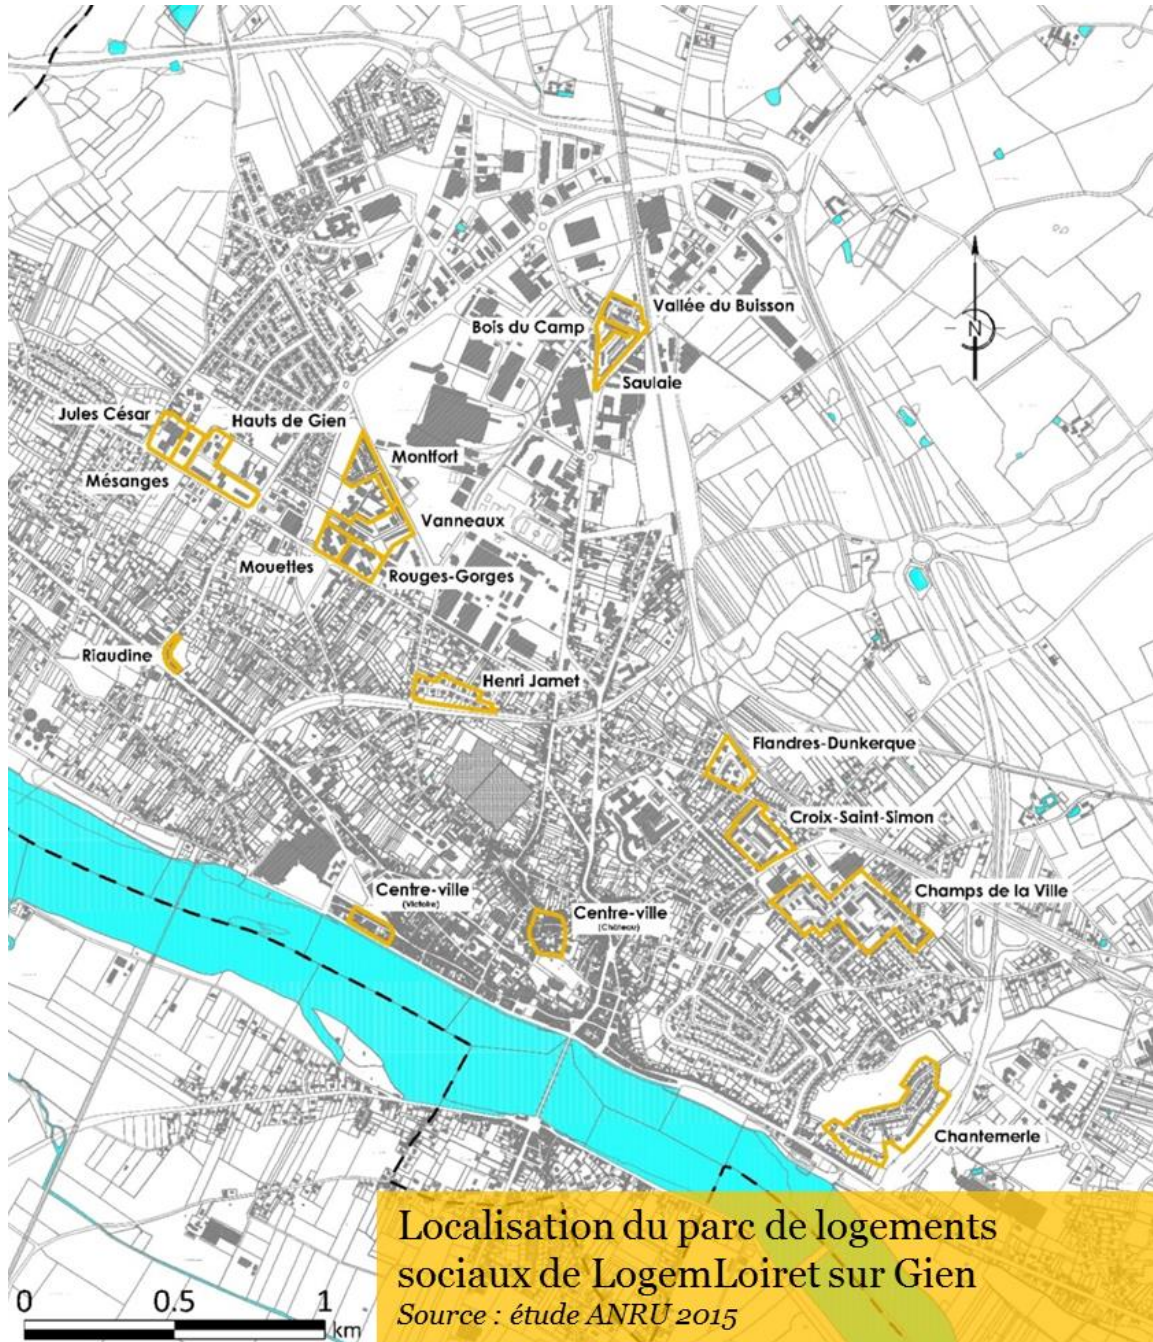 Vallée du Buisson
Bois du Camp
Saulaie
Jules César
Hauts de Gien
Montfort
Mésanges
Vanneaux
Mouettes
Rouges-Gorges
Riaudine
Henri Jamet
Flandres-Dunkerque
Croix-Saint-Simon
Champs de la Ville
Centre-ville
(Victoire)
Centre-ville
(Château)
Chantemerle
N
Localisation du parc de logements
sociaux de LogemLoiret sur Gien
Source : étude ANRU 2015
0 0.5 1
km